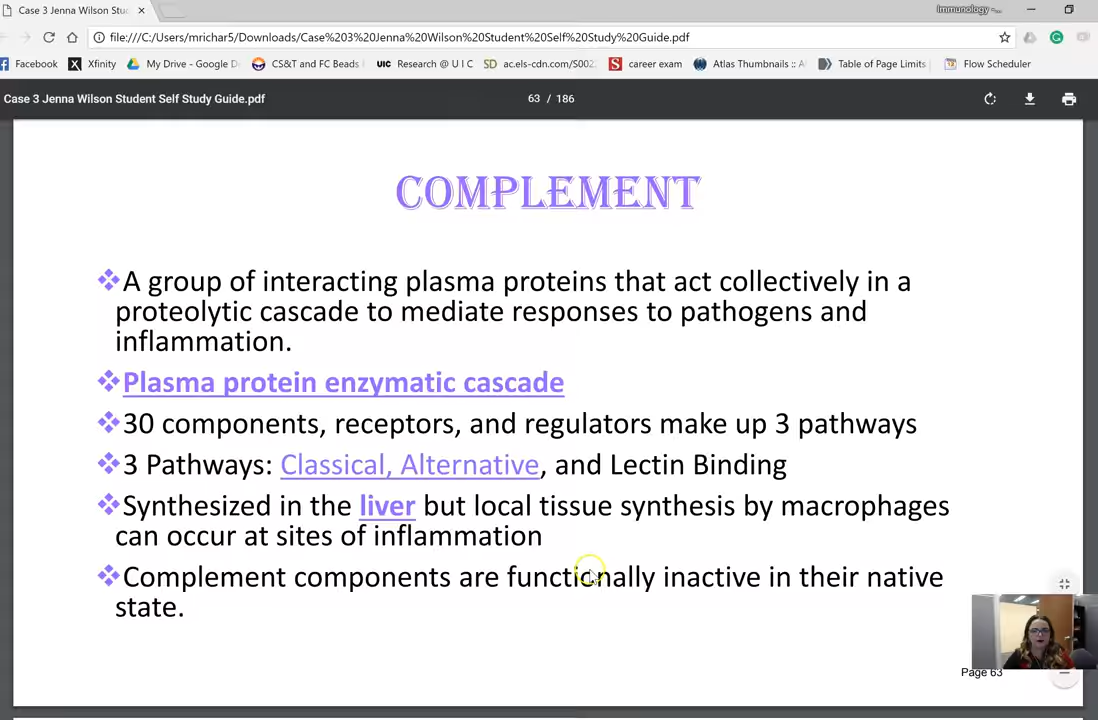 Case 3 Jenna Wilson Stu
Immunology -...
file:///C:/Users/mrichar5/Downloads/Case%203%20Jenna%20Wilson%20Student%20Self%20Study%20Guide.pdf
Facebook Xfinity My Drive - Google D CS&T and FC Beads UIC Research @ U I C SD ac.els-cdn.com/S002 S career exam Atlas Thumbnails :: A Table of Page Limits Flow Scheduler
Case 3 Jenna Wilson Student Self Study Guide.pdf 63 / 186
COMPLEMENT
A group of interacting plasma proteins that act collectively in a
proteolytic cascade to mediate responses to pathogens and
inflammation.
Plasma protein enzymatic cascade
30 components, receptors, and regulators make up 3 pathways
3 Pathways: Classical, Alternative, and Lectin Binding
Synthesized in the liver but local tissue synthesis by macrophages
can occur at sites of inflammation
Complement components are functionally inactive in their native
state.
Page 63